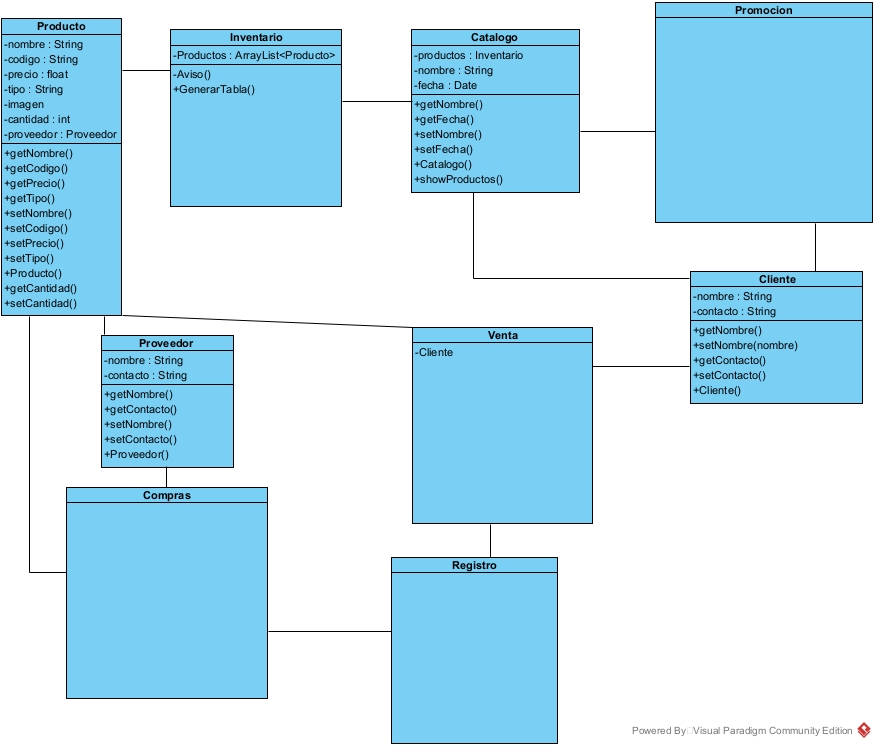 Producto
-nombre : String
-codigo : String
-precio : float
-tipo : String
-imagen
-cantidad : int
-proveedor : Proveedor
+getNombre()
+getCodigo()
+getPrecio()
+getTipo()
+setNombre()
+setCodigo()
+setPrecio()
+setTipo()
+Producto()
+getCantidad()
+setCantidad()
Inventario
-Productos : ArrayList<Producto>
-Aviso()
+GenerarTabla()
Catalogo
-productos : Inventario
-nombre : String
-fecha : Date
+getNombre()
+getFecha()
+setNombre()
+setFecha()
+Catalogo()
+showProductos()
Promocion
Cliente
-nombre : String
-contacto : String
+getNombre()
+setNombre(nombre)
+getContacto()
+setContacto()
+Cliente()
Proveedor
-nombre : String
-contacto : String
+getNombre()
+getContacto()
+setNombre()
+setContacto()
+Proveedor()
Venta
-Cliente
Compras
Registro
Powered By Visual Paradigm Community Edition